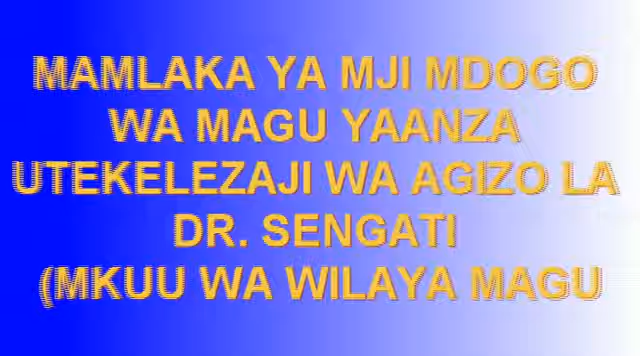 MAMLAKA YA MJI MDOGO
WA MAGU YAANZA
UTEKELEZAJI WA AGIZO LA
DR. SENGATI
(MKUU WA WILAYA MAGU